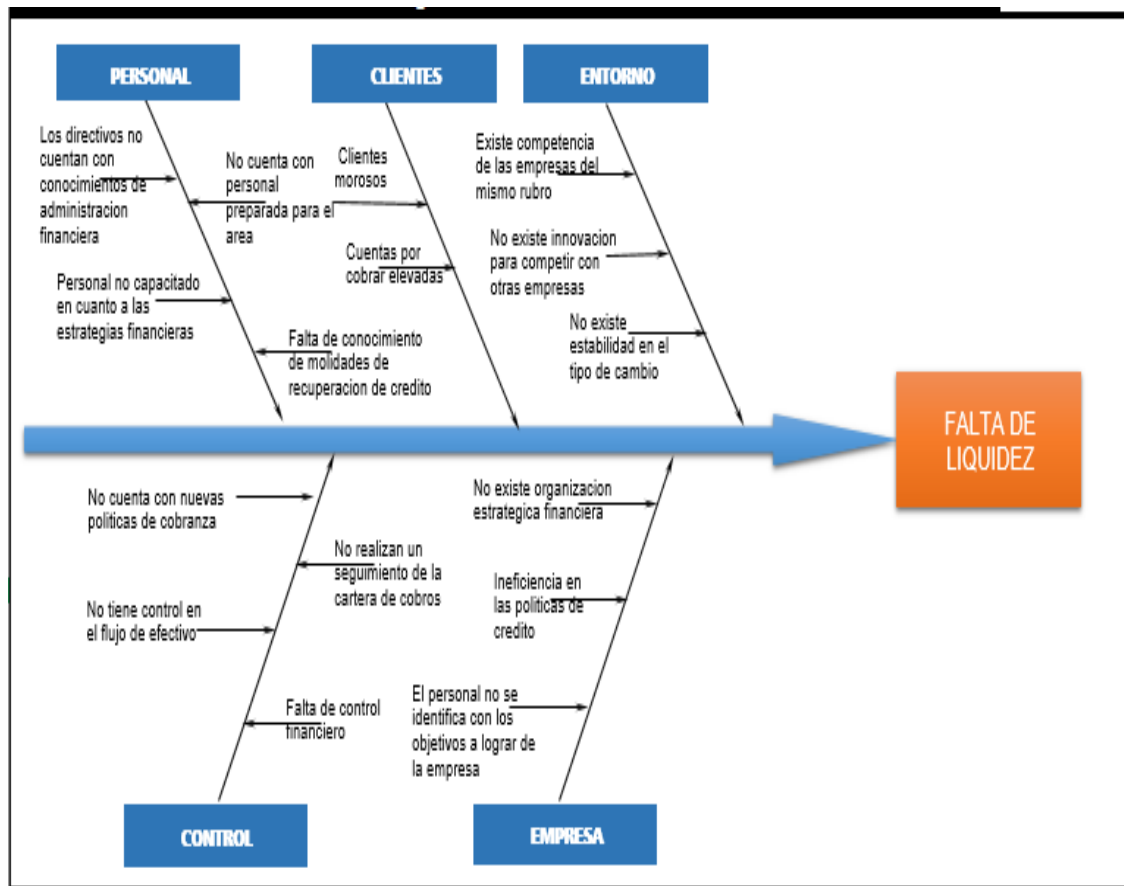 PERSONAL
CLIENTES
ENTORNO
Los directivos no
cuentan con
conocimientos de
administracion
financiera
No cuenta con
personal
preparada para el
area
Personal no capacitado
en cuanto a las
estrategias financieras
Falta de conocimiento
de molidades de
recuperacion de credito
Clientes
morosos
Cuentas por
cobrar elevadas
Existe competencia
de las empresas del
mismo rubro
No existe innovacion
para competir con
otras empresas
No existe
estabilidad en el
tipo de cambio
FALTA DE
LIQUIDEZ
No cuenta con nuevas
politicas de cobranza
No realizan un
seguimiento de la
cartera de cobros
No tiene control en
el flujo de efectivo
Falta de control
financiero
No existe organizacion
estrategica financiera
Ineficiencia en
las politicas de
credito
El personal no se
identifica con los
objetivos a lograr de
la empresa
CONTROL
EMPRESA